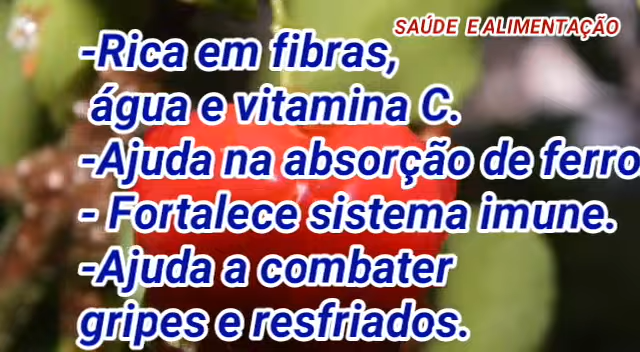 SAÚDE E ALIMENTAÇÃO
-Rica em fibras,
água e vitamina C.
-Ajuda na absorção de ferro
- Fortalece sistema imune.
-Ajuda a combater
gripes e resfriados.